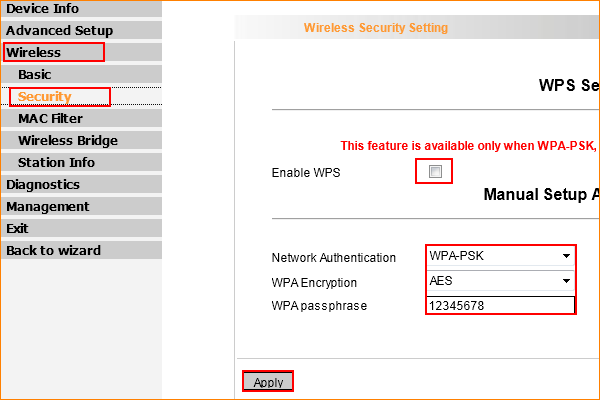 Device Info
Advanced Setup
Wireless
Basic
Security
MAC Filter
Wireless Bridge
Station Info
Diagnostics
Management
Exit
Back to wizard
Wireless Security Setting
WPS Se
This feature is available only when WPA-PSK,
Enable WPS
Manual Setup A
Network Authentication WPA-PSK
WPA Encryption AES
WPA passphrase 12345678
Apply